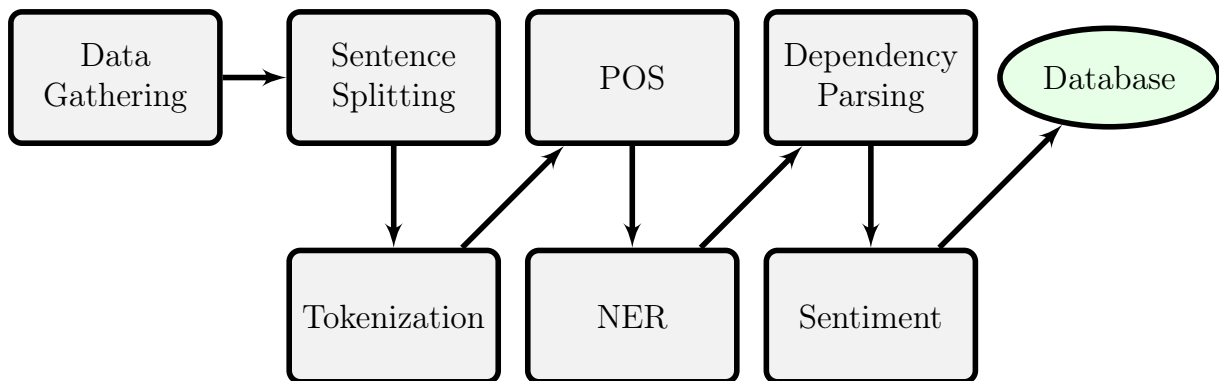 Data
Gathering
Sentence
Splitting
POS
Dependency
Parsing
Database
Tokenization
NER
Sentiment